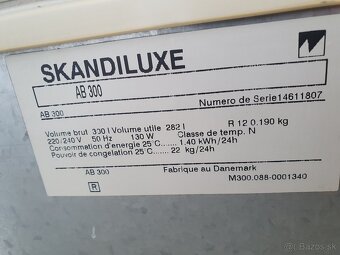 SKANDILUXE
AB 300
AB 300 Numero de Serie14611807
Volume brut 300 l Volume utile 282 l R 12 0.190 kg
220/240 V 50 Hz 130 W Classe de temp. N
Consommation d'energie 25°C...... 1.40 kWh/24h
Pouvoir de congelation 25°C...... 22 kg/24h
AB 300 Fabrique au Danemark
R M300.088-0001340
© Bazos.sk